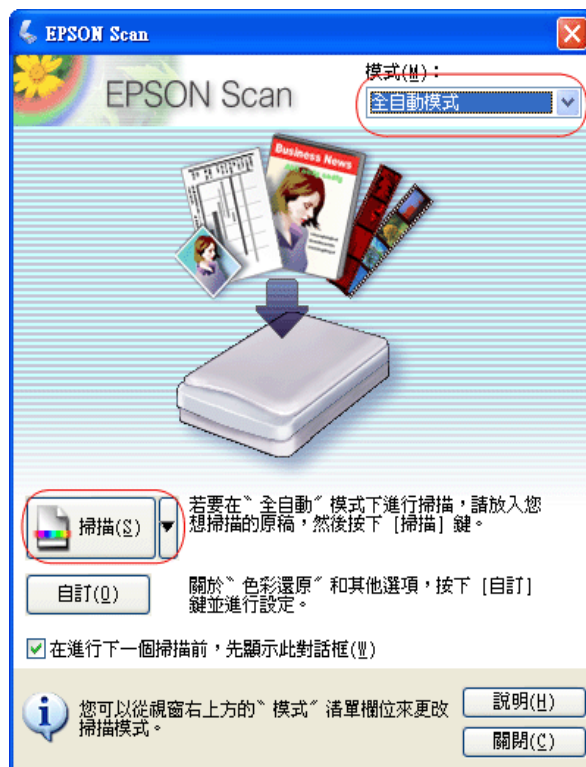 EPSON Scan
EPSON Scan
模式(M)：
全自動模式
Business News
掃描(S)
若要在〝全自動〞模式下進行掃描，請放入您
想掃描的原稿，然後按下 [掃描] 鍵。
自訂(O)
關於〝色彩還原〞和其他選項，按下 [自訂]
鍵並進行設定。
在進行下一個掃描前，先顯示此對話框(W)
您可以從視窗右上方的〝模式〞清單欄位來更改
掃描模式。
說明(H)
關閉(C)